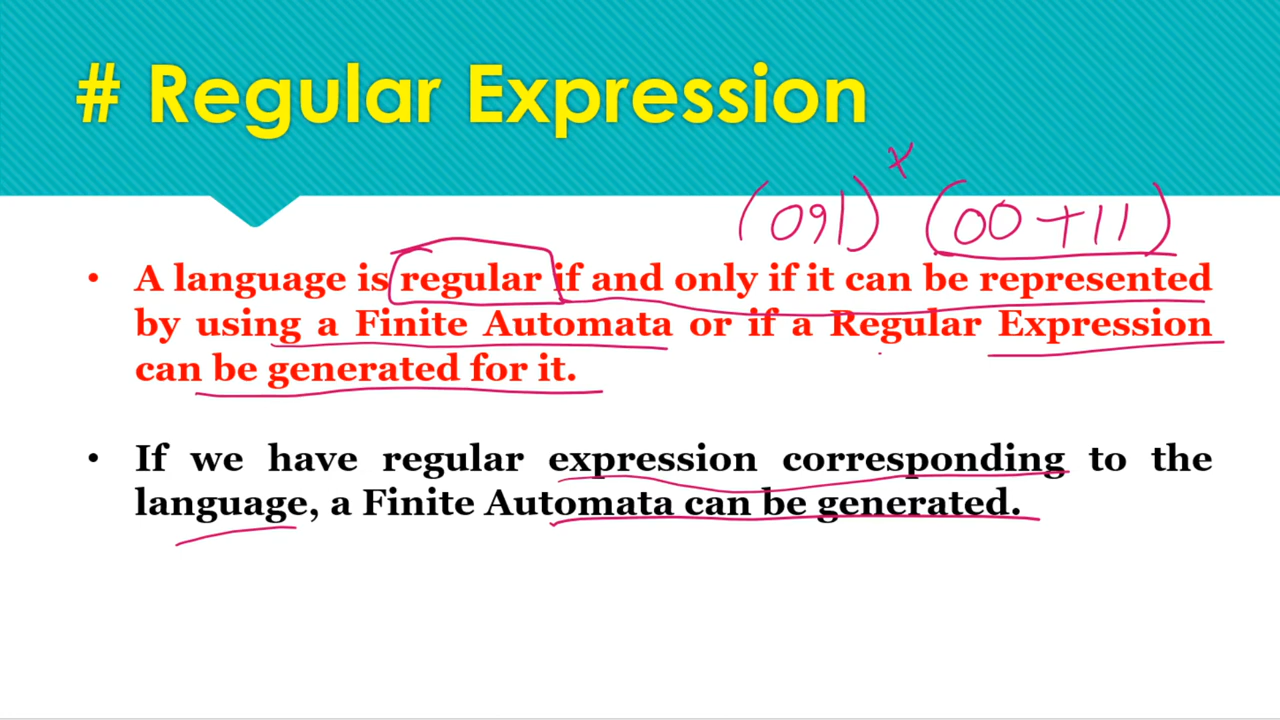 # Regular Expression
(0,1)* (00+11)
• A language is regular if and only if it can be represented
by using a Finite Automata or if a Regular Expression
can be generated for it.
• If we have regular expression corresponding to the
language, a Finite Automata can be generated.